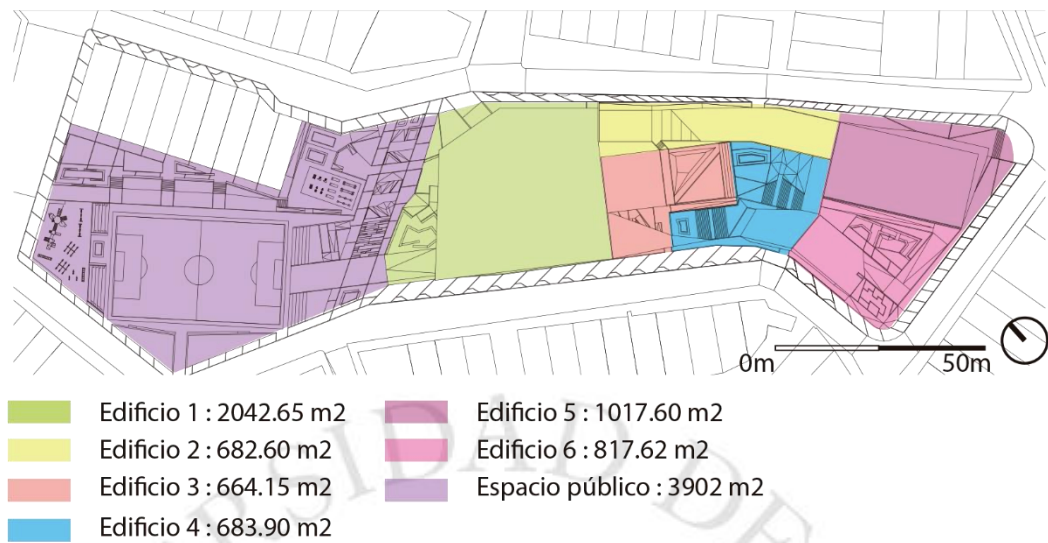 0m 50m
Edificio 1 : 2042.65 m2
Edificio 2 : 682.60 m2
Edificio 3 : 664.15 m2
Edificio 4 : 683.90 m2
Edificio 5 : 1017.60 m2
Edificio 6 : 817.62 m2
Espacio público : 3902 m2